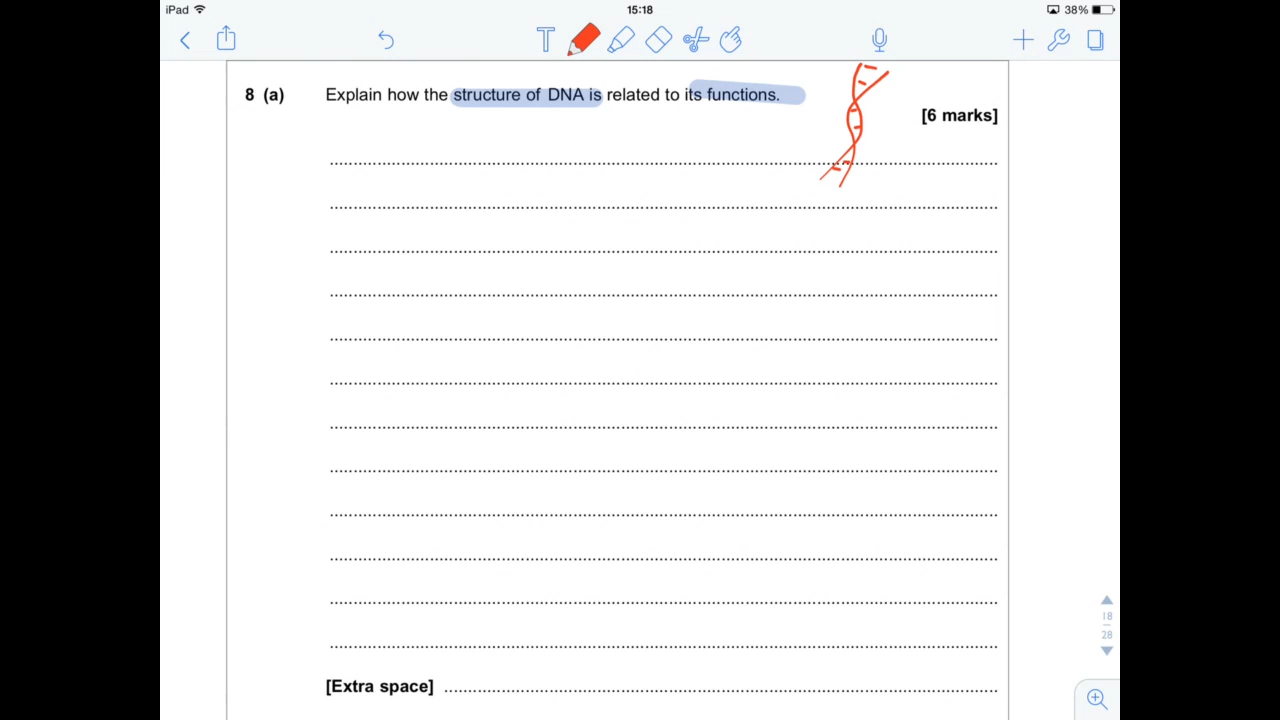 iPad 15:18 38%
T
8 (a) Explain how the structure of DNA is related to its functions.
[6 marks]
18
28
[Extra space]